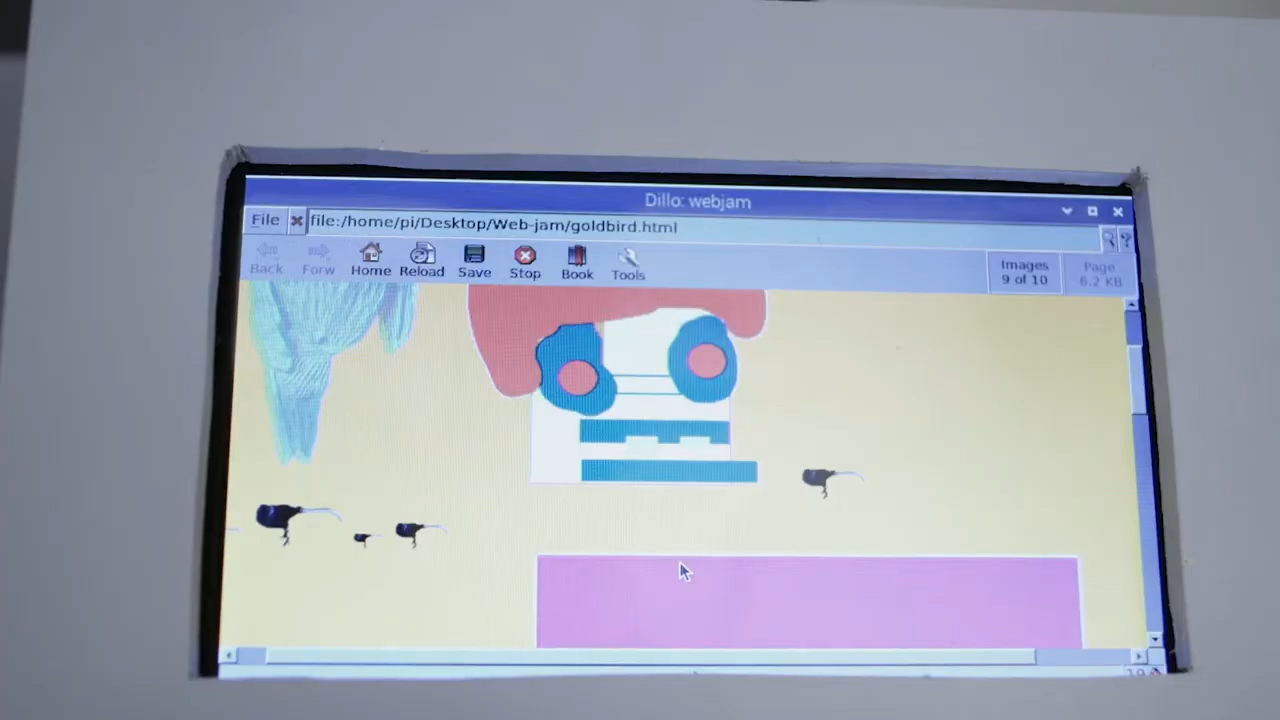 Dillo: webjam
File file:/home/pi/Desktop/Web-jam/goldbird.html
Back Forw Home Reload Save Stop Book Tools
Images Page
9 of 10 6.2 KB